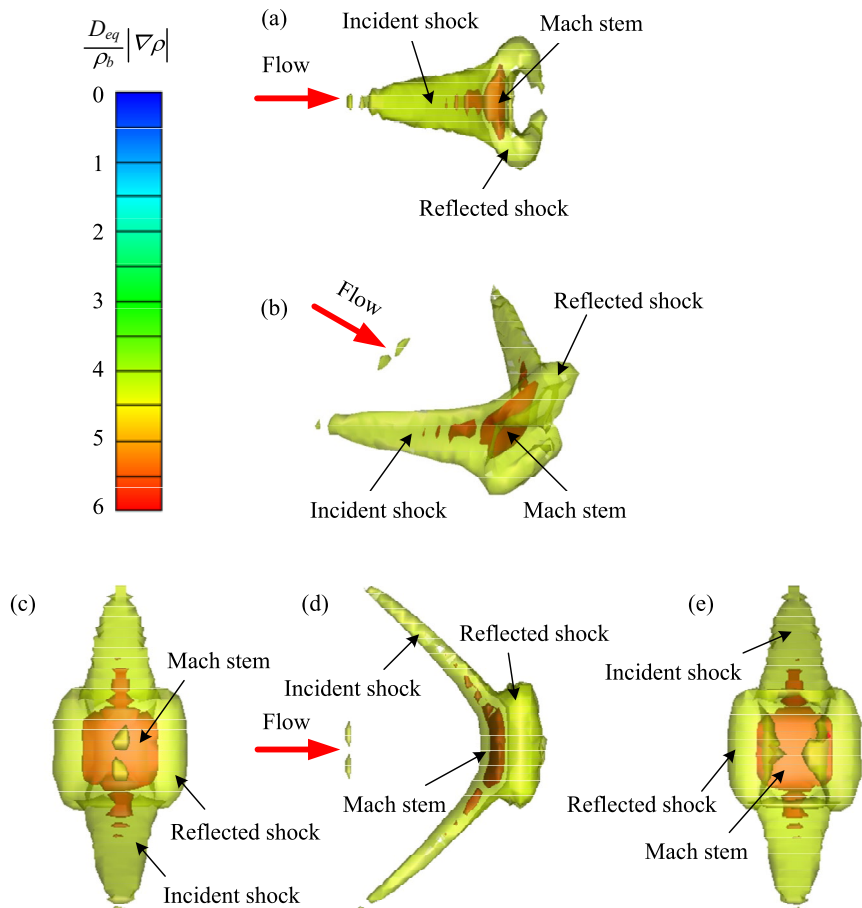 D_eq/ρ_b |∇ρ|
0
1
2
3
4
5
6
(a)
Incident shock
Mach stem
Flow
Reflected shock
(b)
Flow
Reflected shock
Incident shock
Mach stem
(c)
Mach stem
Reflected shock
Incident shock
(d)
Reflected shock
Incident shock
Flow
Mach stem
(e)
Incident shock
Reflected shock
Mach stem